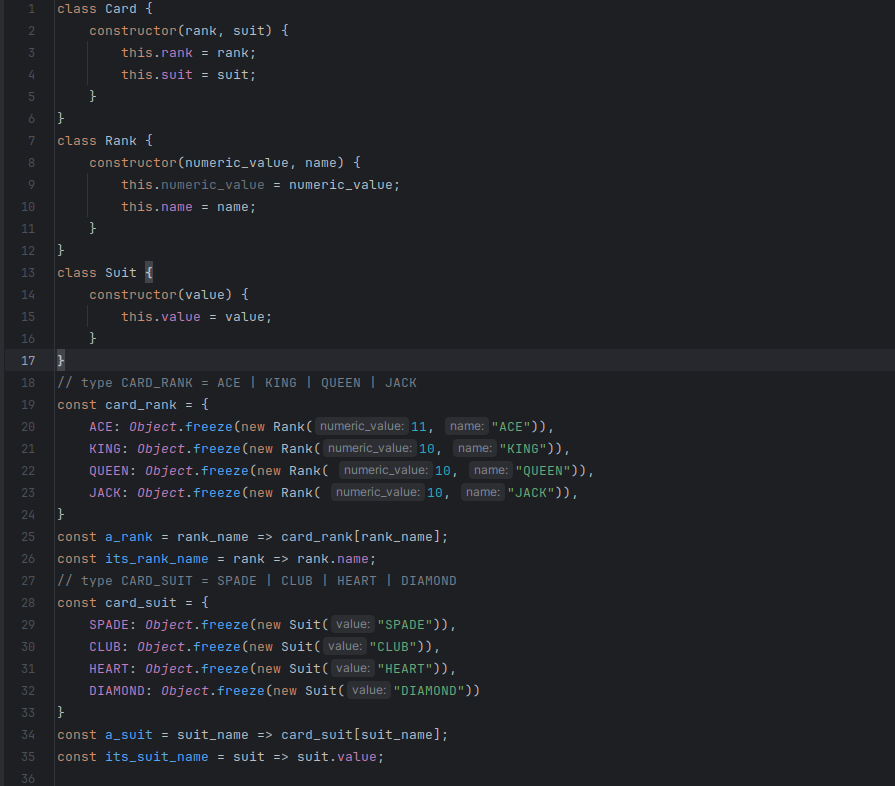 1 class Card {
2     constructor(rank, suit) {
3         this.rank = rank;
4         this.suit = suit;
5     }
6 }
7 class Rank {
8     constructor(numeric_value, name) {
9         this.numeric_value = numeric_value;
10         this.name = name;
11     }
12 }
13 class Suit {
14     constructor(value) {
15         this.value = value;
16     }
17 }
18 // type CARD_RANK = ACE | KING | QUEEN | JACK
19 const card_rank = {
20     ACE: Object.freeze(new Rank( numeric_value: 11, name: "ACE")),
21     KING: Object.freeze(new Rank( numeric_value: 10, name: "KING")),
22     QUEEN: Object.freeze(new Rank( numeric_value: 10, name: "QUEEN")),
23     JACK: Object.freeze(new Rank( numeric_value: 10, name: "JACK")),
24 }
25 const a_rank = rank_name => card_rank[rank_name];
26 const its_rank_name = rank => rank.name;
27 // type CARD_SUIT = SPADE | CLUB | HEART | DIAMOND
28 const card_suit = {
29     SPADE: Object.freeze(new Suit( value: "SPADE")),
30     CLUB: Object.freeze(new Suit( value: "CLUB")),
31     HEART: Object.freeze(new Suit( value: "HEART")),
32     DIAMOND: Object.freeze(new Suit( value: "DIAMOND"))
33 }
34 const a_suit = suit_name => card_suit[suit_name];
35 const its_suit_name = suit => suit.value;
36